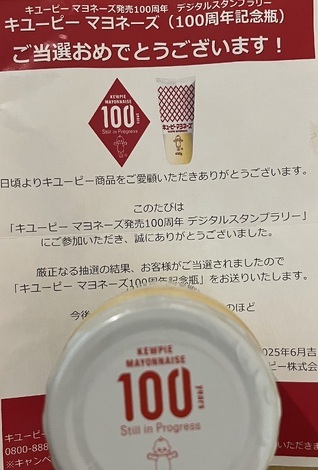 キユーピー マヨネーズ発売100周年 デジタルスタンプラリー
キユーピー マヨネーズ（100周年記念瓶）
ご当選おめでとうございます！
KEWPIE
MAYONNAISE
100
years
Still in Progress
キユーピー マヨネーズ
日頃よりキユーピー商品をご愛顧いただきありがとうございます。
このたびは
「キユーピー マヨネーズ発売100周年 デジタルスタンプラリー」
にご参加いただき、誠にありがとうございました。
厳正なる抽選の結果、お客様がご当選されましたので
「キユーピー マヨネーズ100周年記念瓶」をお送りいたします。
今後
のほど
025年6月吉
ピー株式会
KEWPIE
MAYONNAISE
100
years
Still in Progress
キユーピ
0800-888
※キャンペ